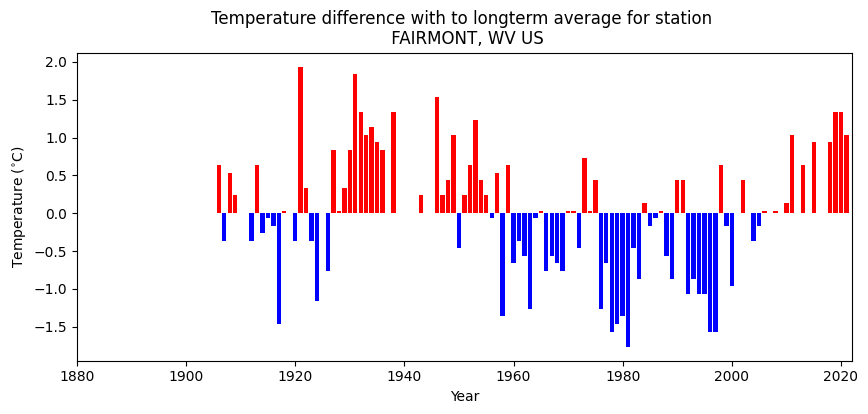 Temperature difference with to longterm average for station
FAIRMONT, WV US
2.0
1.5
1.0
0.5
0.0
−0.5
−1.0
−1.5
Temperature (°C)
1880 1900 1920 1940 1960 1980 2000 2020
Year